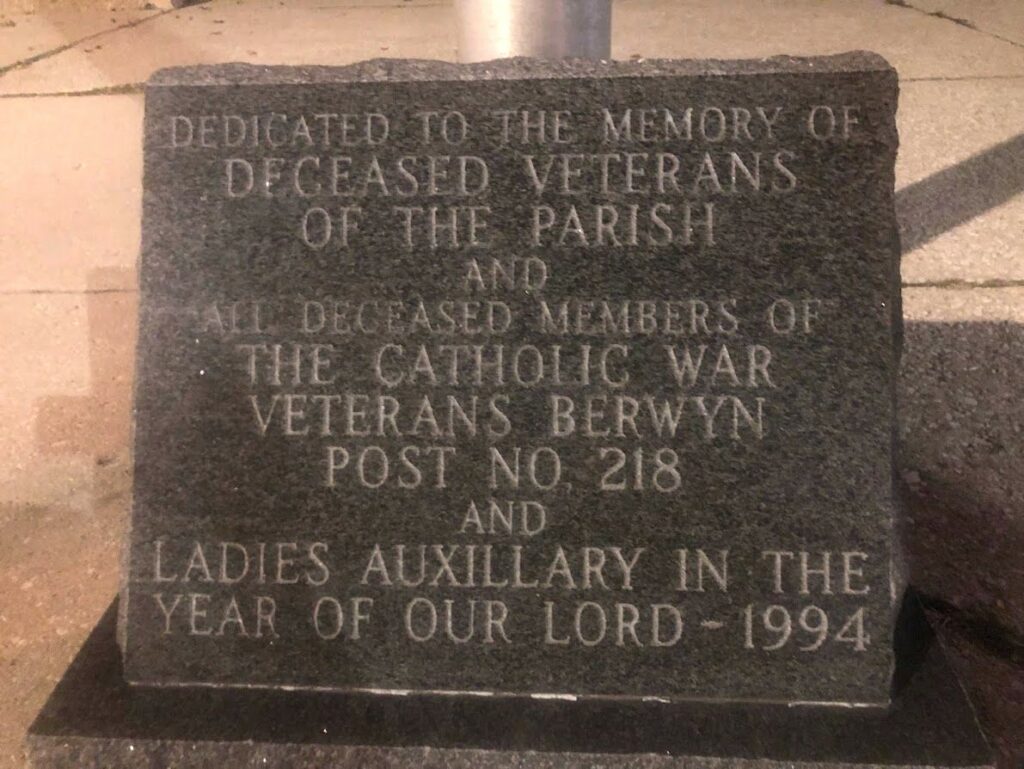 DEDICATED TO THE MEMORY OF
DECEASED VETERANS
OF THE PARISH
AND
ALL DECEASED MEMBERS OF
THE CATHOLIC WAR
VETERANS BERWYN
POST NO. 218
AND
LADIES AUXILLARY IN THE
YEAR OF OUR LORD - 1994